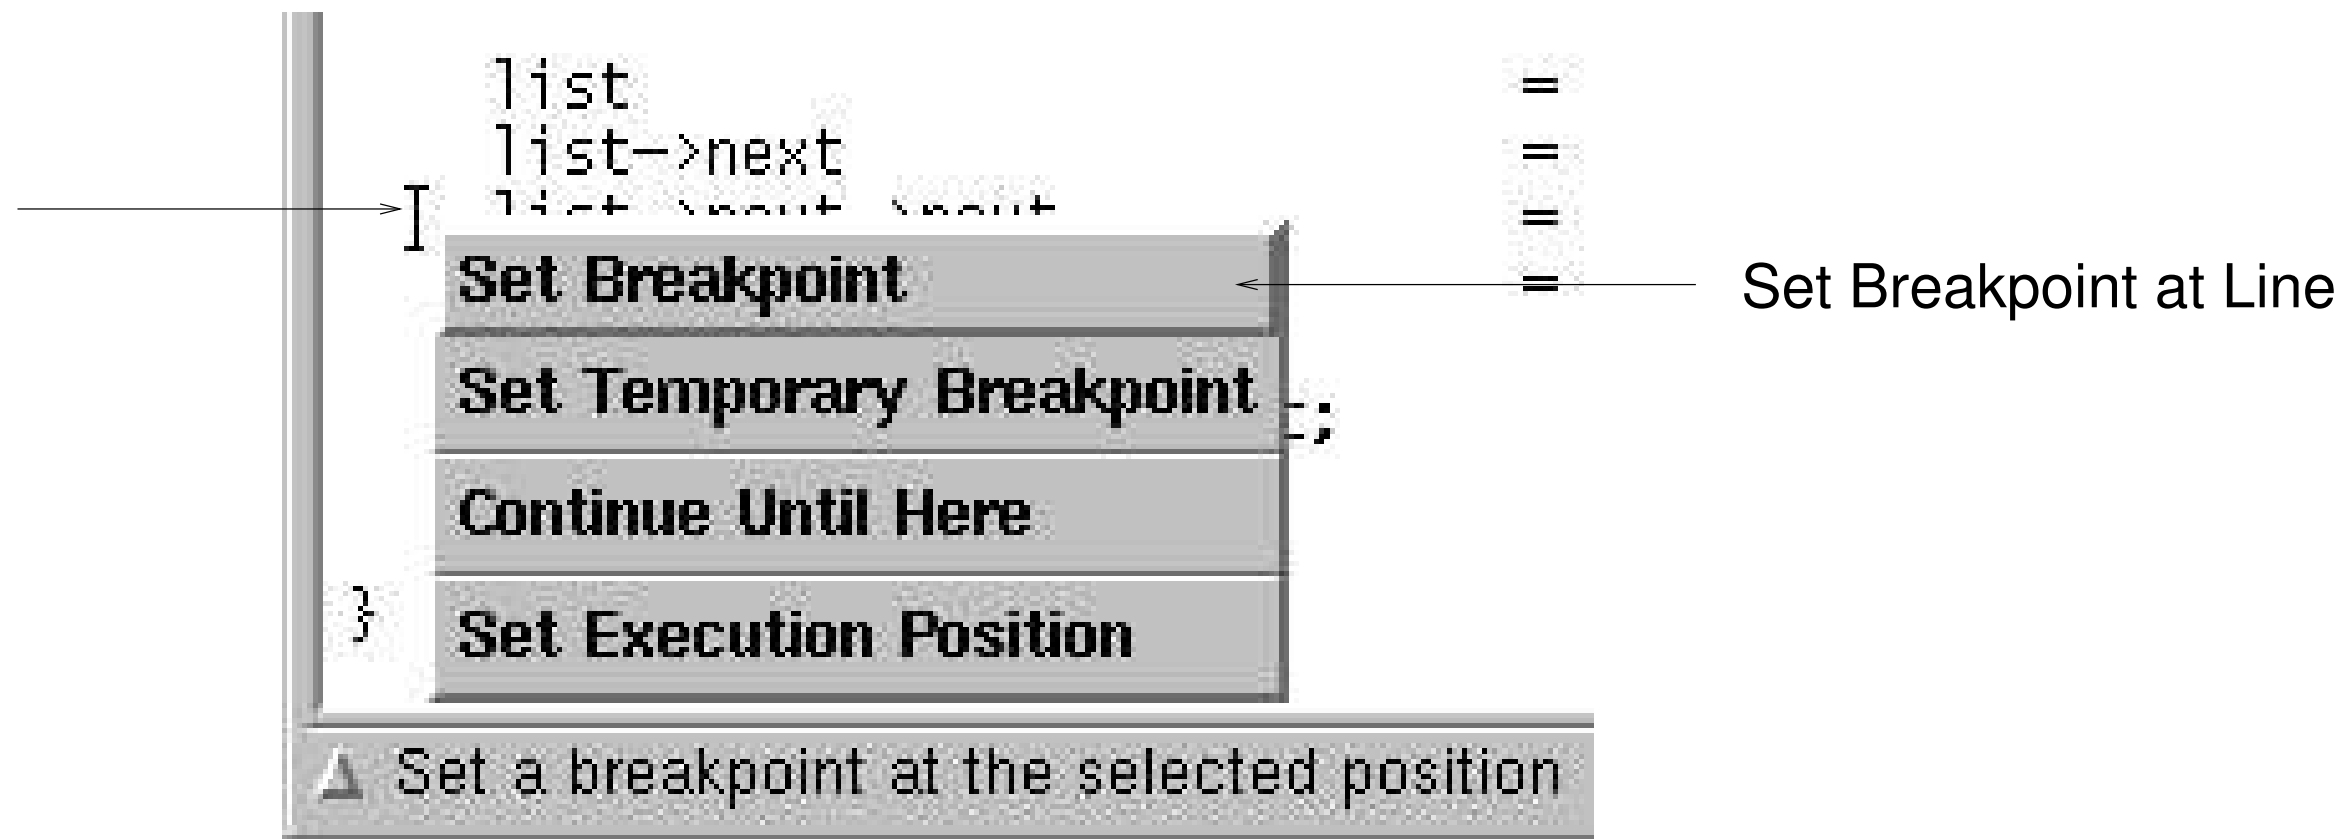 list =
list->next =
=
Set Breakpoint = Set Breakpoint at Line
Set Temporary Breakpoint ;
Continue Until Here
} Set Execution Position
Set a breakpoint at the selected position